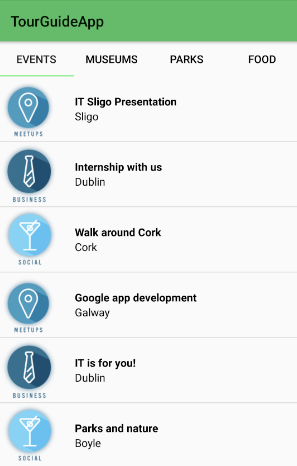 TourGuideApp
EVENTS MUSEUMS PARKS FOOD
IT Sligo Presentation
Sligo
MEETUPS
Internship with us
Dublin
BUSINESS
Walk around Cork
Cork
SOCIAL
Google app development
Galway
MEETUPS
IT is for you!
Dublin
BUSINESS
Parks and nature
Boyle
SOCIAL